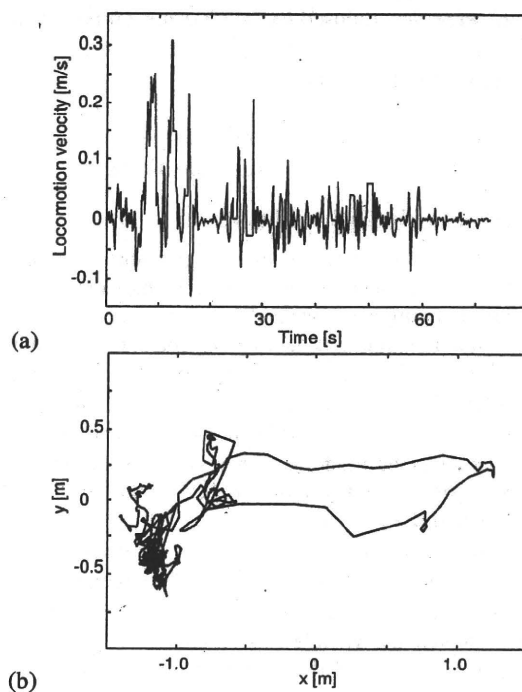 0.3
0.2
0.1
0
-0.1
Locomotion velocity [m/s]
0 30 60
Time [s]
(a)
0.5
0
-0.5
y [m]
-1.0 0 1.0
x [m]
(b)